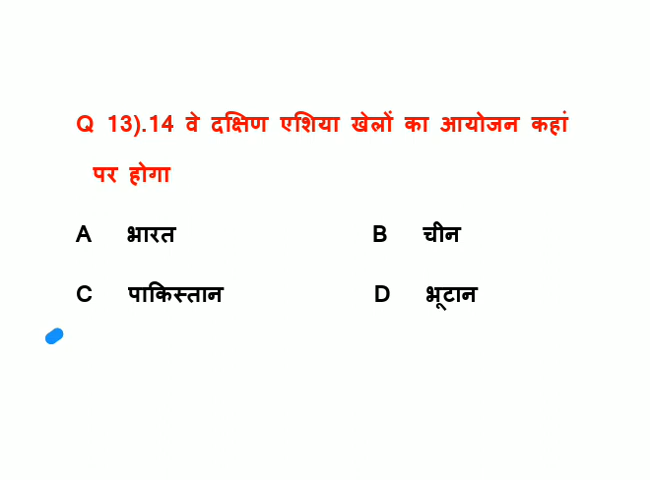 Q 13).14 वे दक्षिण एशिया खेलों का आयोजन कहां
पर होगा
A भारत B चीन
C पाकिस्तान D भूटान